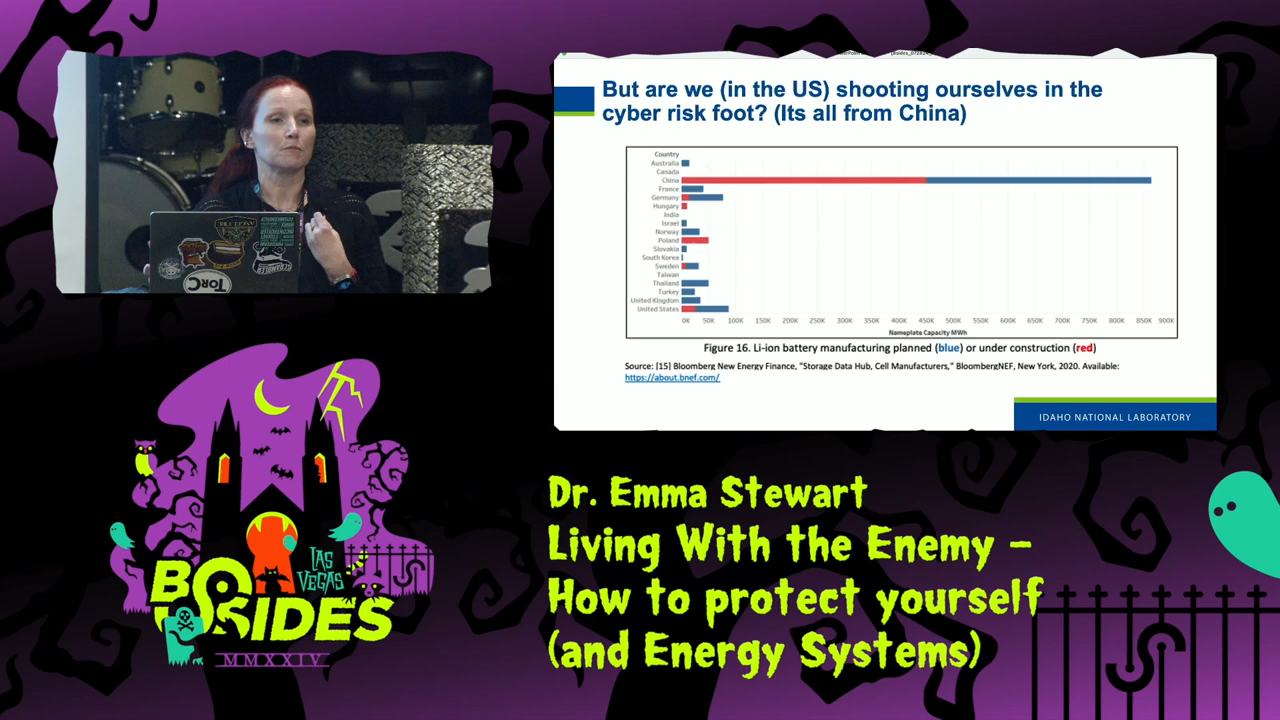 But are we (in the US) shooting ourselves in the
cyber risk foot? (Its all from China)
Country
Australia
Canada
China
France
Germany
Hungary
India
Israel
Norway
Poland
Slovakia
South Korea
Sweden
Taiwan
Thailand
Turkey
United Kingdom
United States
0K 50K 100K 150K 200K 250K 300K 350K 400K 450K 500K 550K 600K 650K 700K 750K 800K 850K 900K
Nameplate Capacity MWh
Figure 16. Li-ion battery manufacturing planned (blue) or under construction (red)
Source: [15] Bloomberg New Energy Finance, "Storage Data Hub, Cell Manufacturers," BloombergNEF, New York, 2020. Available:
https://about.bnef.com/
IDAHO NATIONAL LABORATORY
TorC
LAS
VEGAS
BSIDES
MMXXIV
Dr. Emma Stewart
Living With the Enemy –
How to protect yourself
(and Energy Systems)